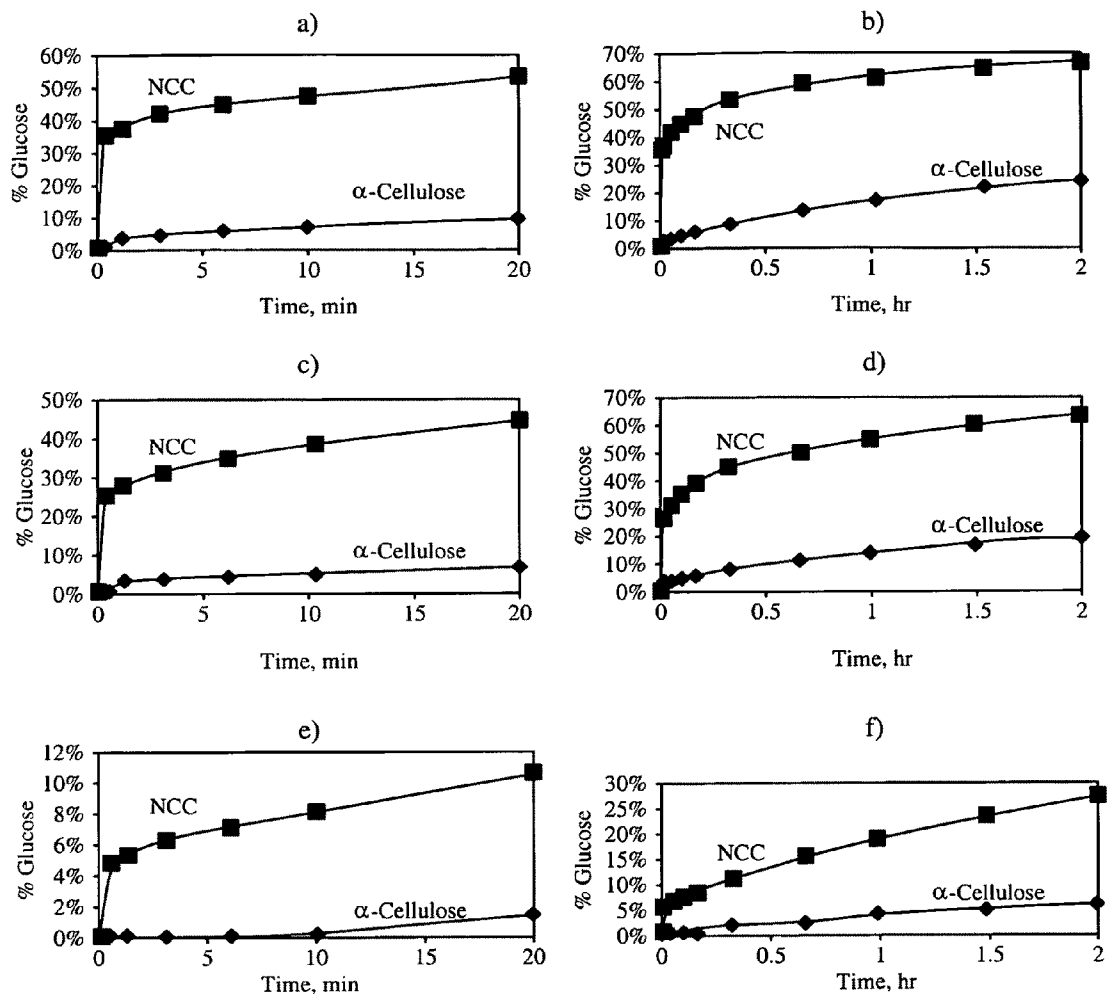 a)
60%
50%
40%
30%
20%
10%
0%
% Glucose
NCC
α-Cellulose
0 5 10 15 20
Time, min
b)
70%
60%
50%
40%
30%
20%
10%
0%
% Glucose
NCC
α-Cellulose
0 0.5 1 1.5 2
Time, hr
c)
50%
40%
30%
20%
10%
0%
% Glucose
NCC
α-Cellulose
0 5 10 15 20
Time, min
d)
70%
60%
50%
40%
30%
20%
10%
0%
% Glucose
NCC
α-Cellulose
0 0.5 1 1.5 2
Time, hr
e)
12%
10%
8%
6%
4%
2%
0%
% Glucose
NCC
α-Cellulose
0 5 10 15 20
Time, min
f)
30%
25%
20%
15%
10%
5%
0%
% Glucose
NCC
α-Cellulose
0 0.5 1 1.5 2
Time, hr